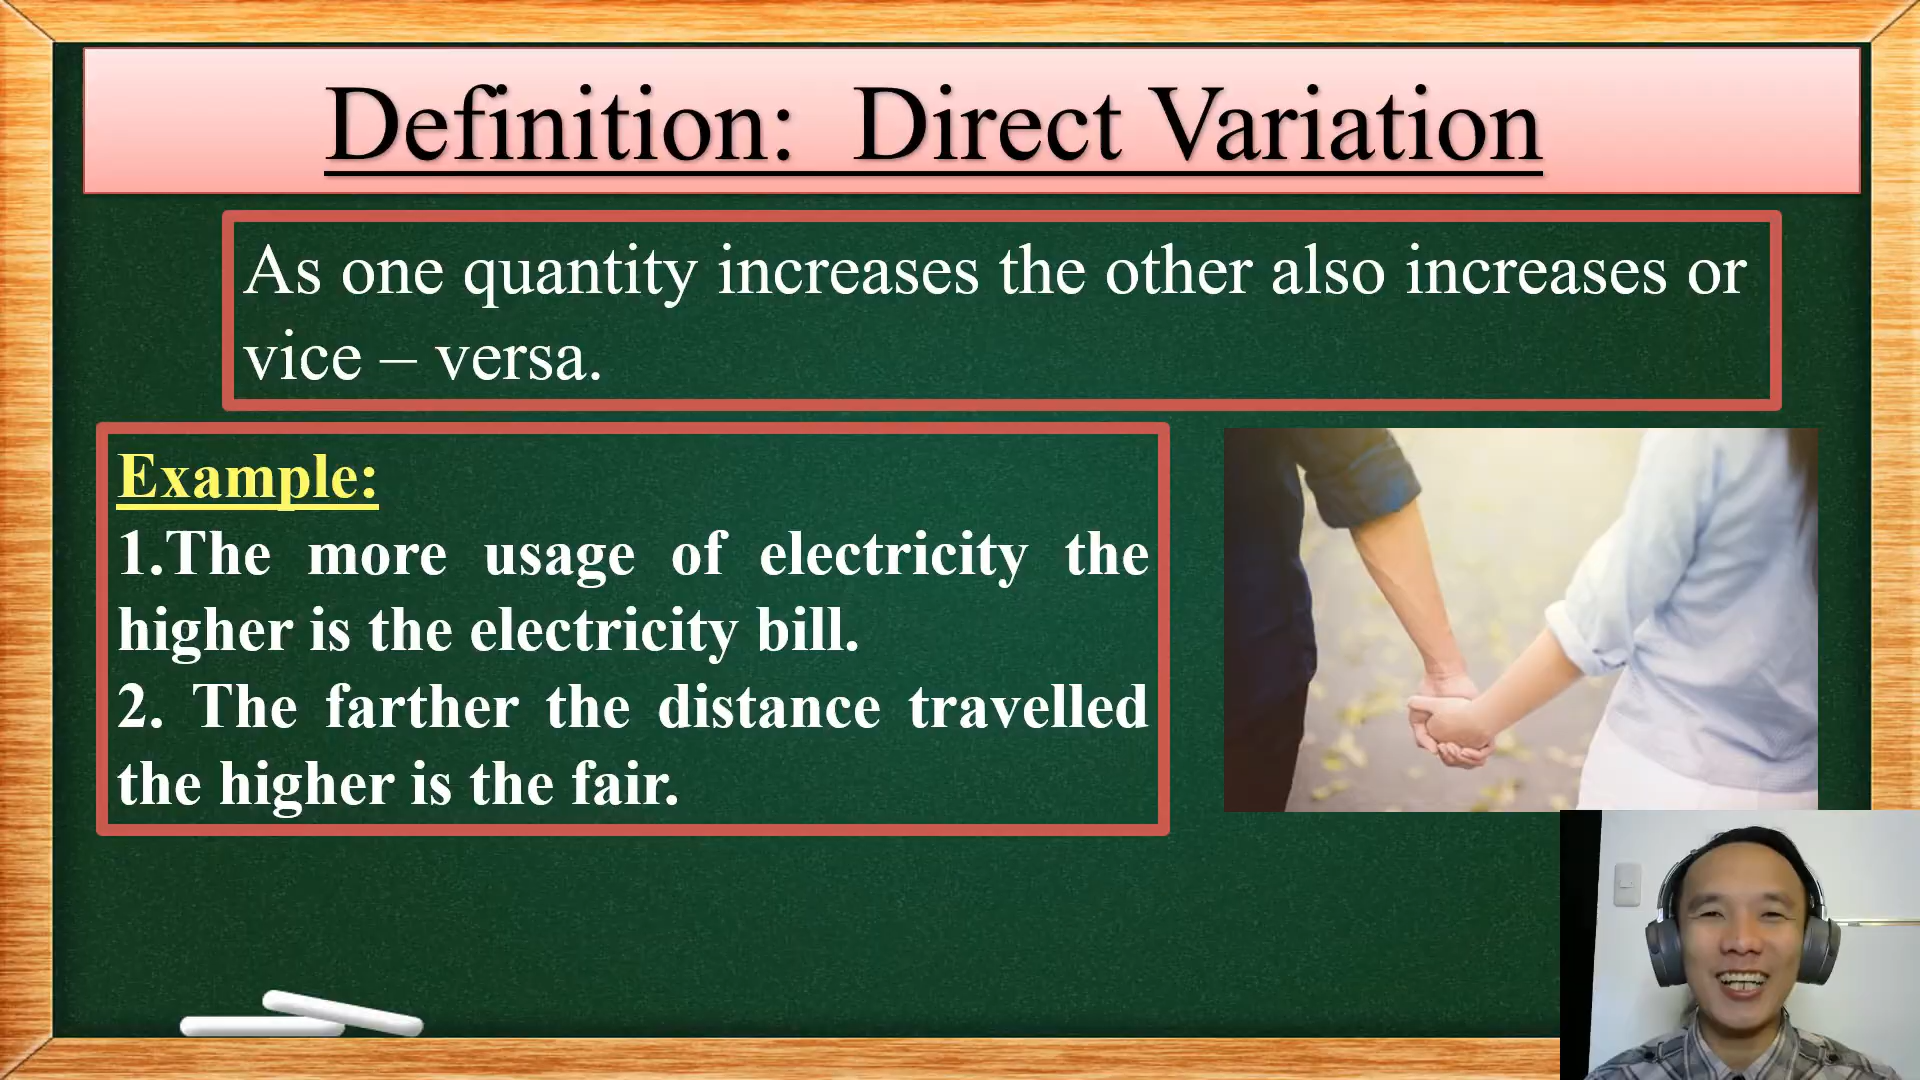 Definition: Direct Variation
As one quantity increases the other also increases or
vice – versa.
Example:
1.The more usage of electricity the
higher is the electricity bill.
2. The farther the distance travelled
the higher is the fair.